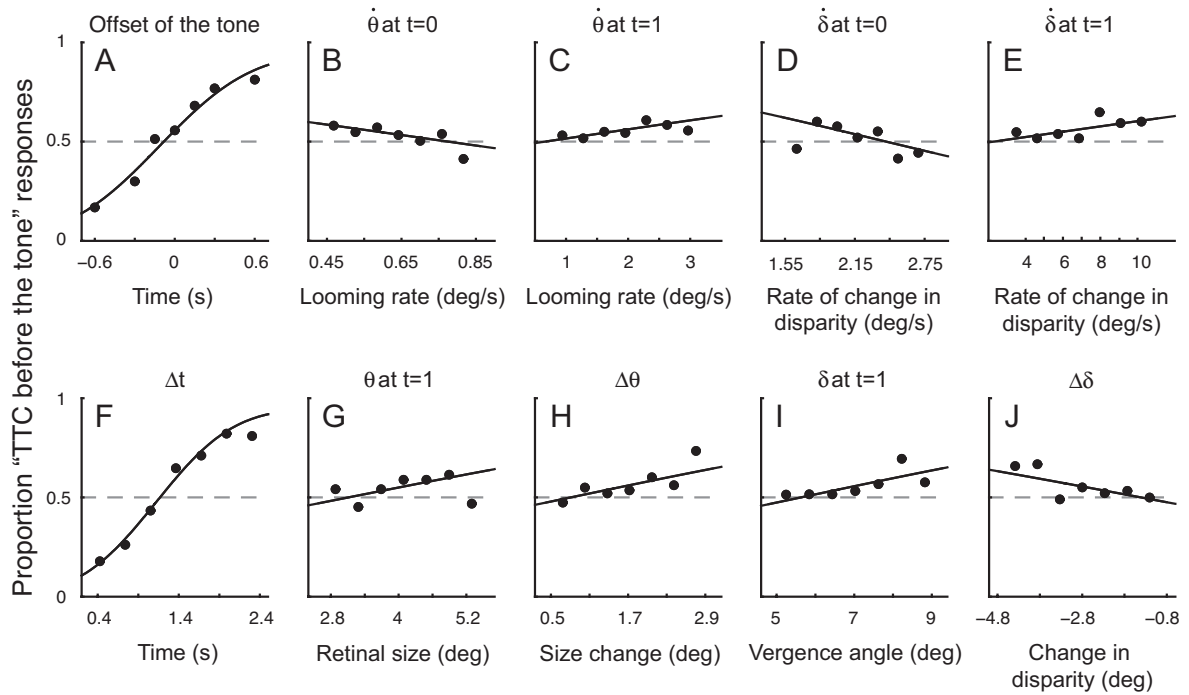 Proportion “TTC before the tone” responses
Offset of the tone
θ̇ at t=0
θ̇ at t=1
δ̇ at t=0
δ̇ at t=1
1
A
B
C
D
E
0.5
0
−0.6 0 0.6
0.45 0.65 0.85
1 2 3
1.55 2.15 2.75
4 6 8 10
Time (s)
Looming rate (deg/s)
Looming rate (deg/s)
Rate of change in
disparity (deg/s)
Rate of change in
disparity (deg/s)
Δt
θ at t=1
Δθ
δ at t=1
Δδ
1
F
G
H
I
J
0.5
0
0.4 1.4 2.4
2.8 4 5.2
0.5 1.7 2.9
5 7 9
−4.8 −2.8 −0.8
Time (s)
Retinal size (deg)
Size change (deg)
Vergence angle (deg)
Change in
disparity (deg)